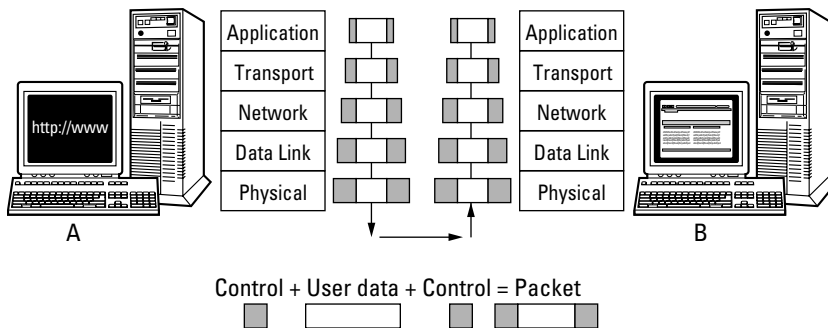 Application
Transport
Network
Data Link
Physical
Application
Transport
Network
Data Link
Physical
http://www
A
B
Control + User data + Control = Packet